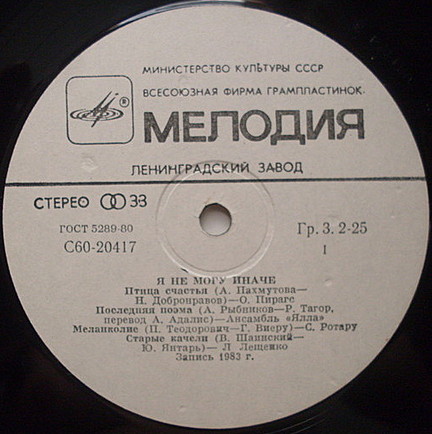 МИНИСТЕРСТВО КУЛЬТУРЫ СССР
ВСЕСОЮЗНАЯ ФИРМА ГРАМПЛАСТИНОК
®
МЕЛОДИЯ
ЛЕНИНГРАДСКИЙ ЗАВОД
СТЕРЕО 33
ГОСТ 5289-80
С60-20417
Гр. 3. 2-25
1
Я НЕ МОГУ ИНАЧЕ
Птица счастья (А. Пахмутова—
Н. Добронравов)—О. Пирагс
Последняя поэма (А. Рыбников—Р. Тагор,
перевод А. Адалис)—Ансамбль «Ялла»
Меланколие (П. Теодорович—Г. Виеру)—С. Ротару
Старые качели (В. Шаинский—
Ю. Янтарь)—Л Лещенко
Запись 1983 г.